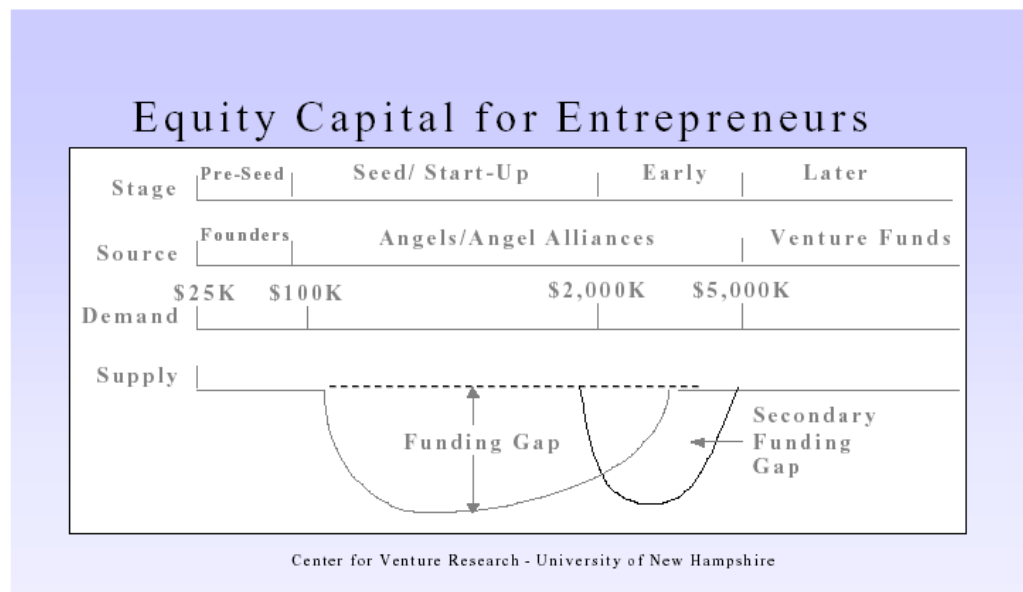 Equity Capital for Entrepreneurs
Stage Pre-Seed Seed/ Start-Up Early Later
Source Founders Angels/Angel Alliances Venture Funds
$25K $100K $2,000K $5,000K
Demand
Supply
Funding Gap
Secondary
Funding
Gap
Center for Venture Research - University of New Hampshire